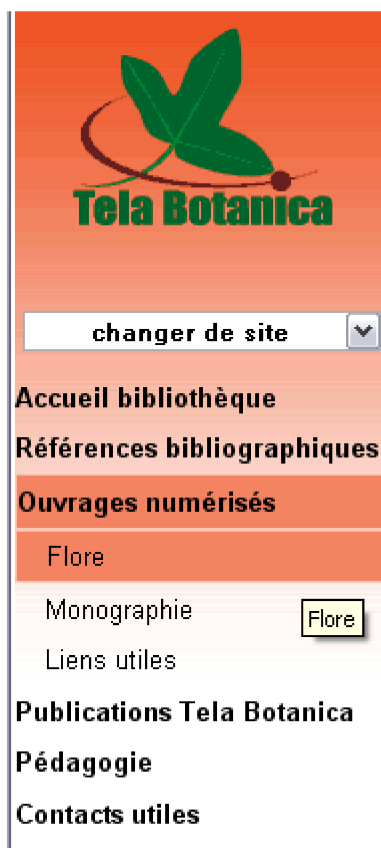 Tela Botanica
changer de site
Accueil bibliothèque
Références bibliographiques
Ouvrages numérisés
Flore
Monographie
Flore
Liens utiles
Publications Tela Botanica
Pédagogie
Contacts utiles